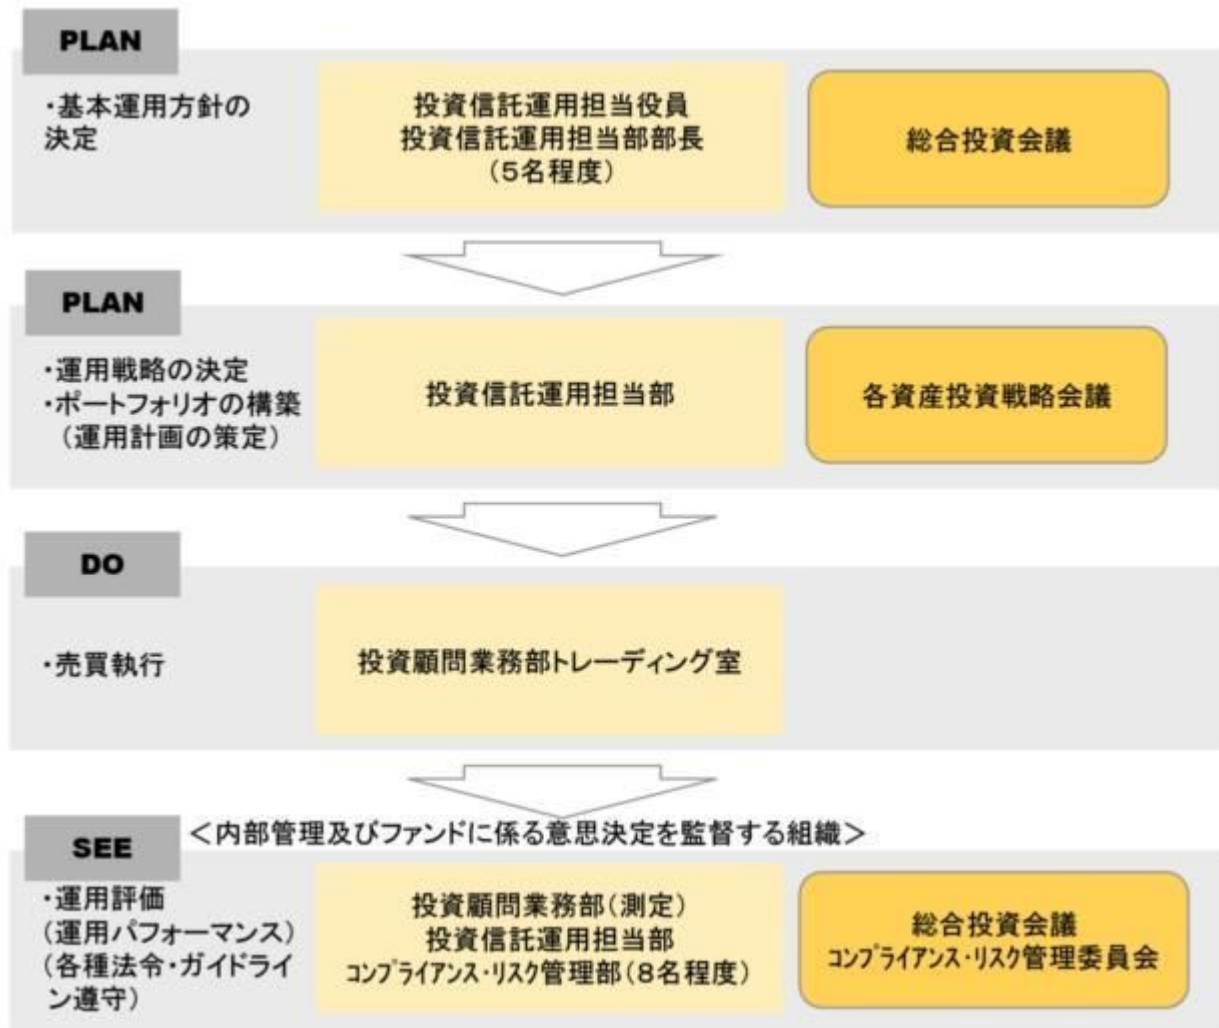 PLAN
・基本運用方針の
決定
投資信託運用担当役員
投資信託運用担当部部長
(5名程度)
総合投資会議
PLAN
・運用戦略の決定
・ポートフォリオの構築
(運用計画の策定)
投資信託運用担当部
各資産投資戦略会議
DO
・売買執行
投資顧問業務部トレーディング室
SEE
＜内部管理及びファンドに係る意思決定を監督する組織＞
・運用評価
(運用パフォーマンス)
(各種法令・ガイドライ
ン遵守)
投資顧問業務部(測定)
投資信託運用担当部
コンプライアンス・リスク管理部(8名程度)
総合投資会議
コンプライアンス・リスク管理委員会